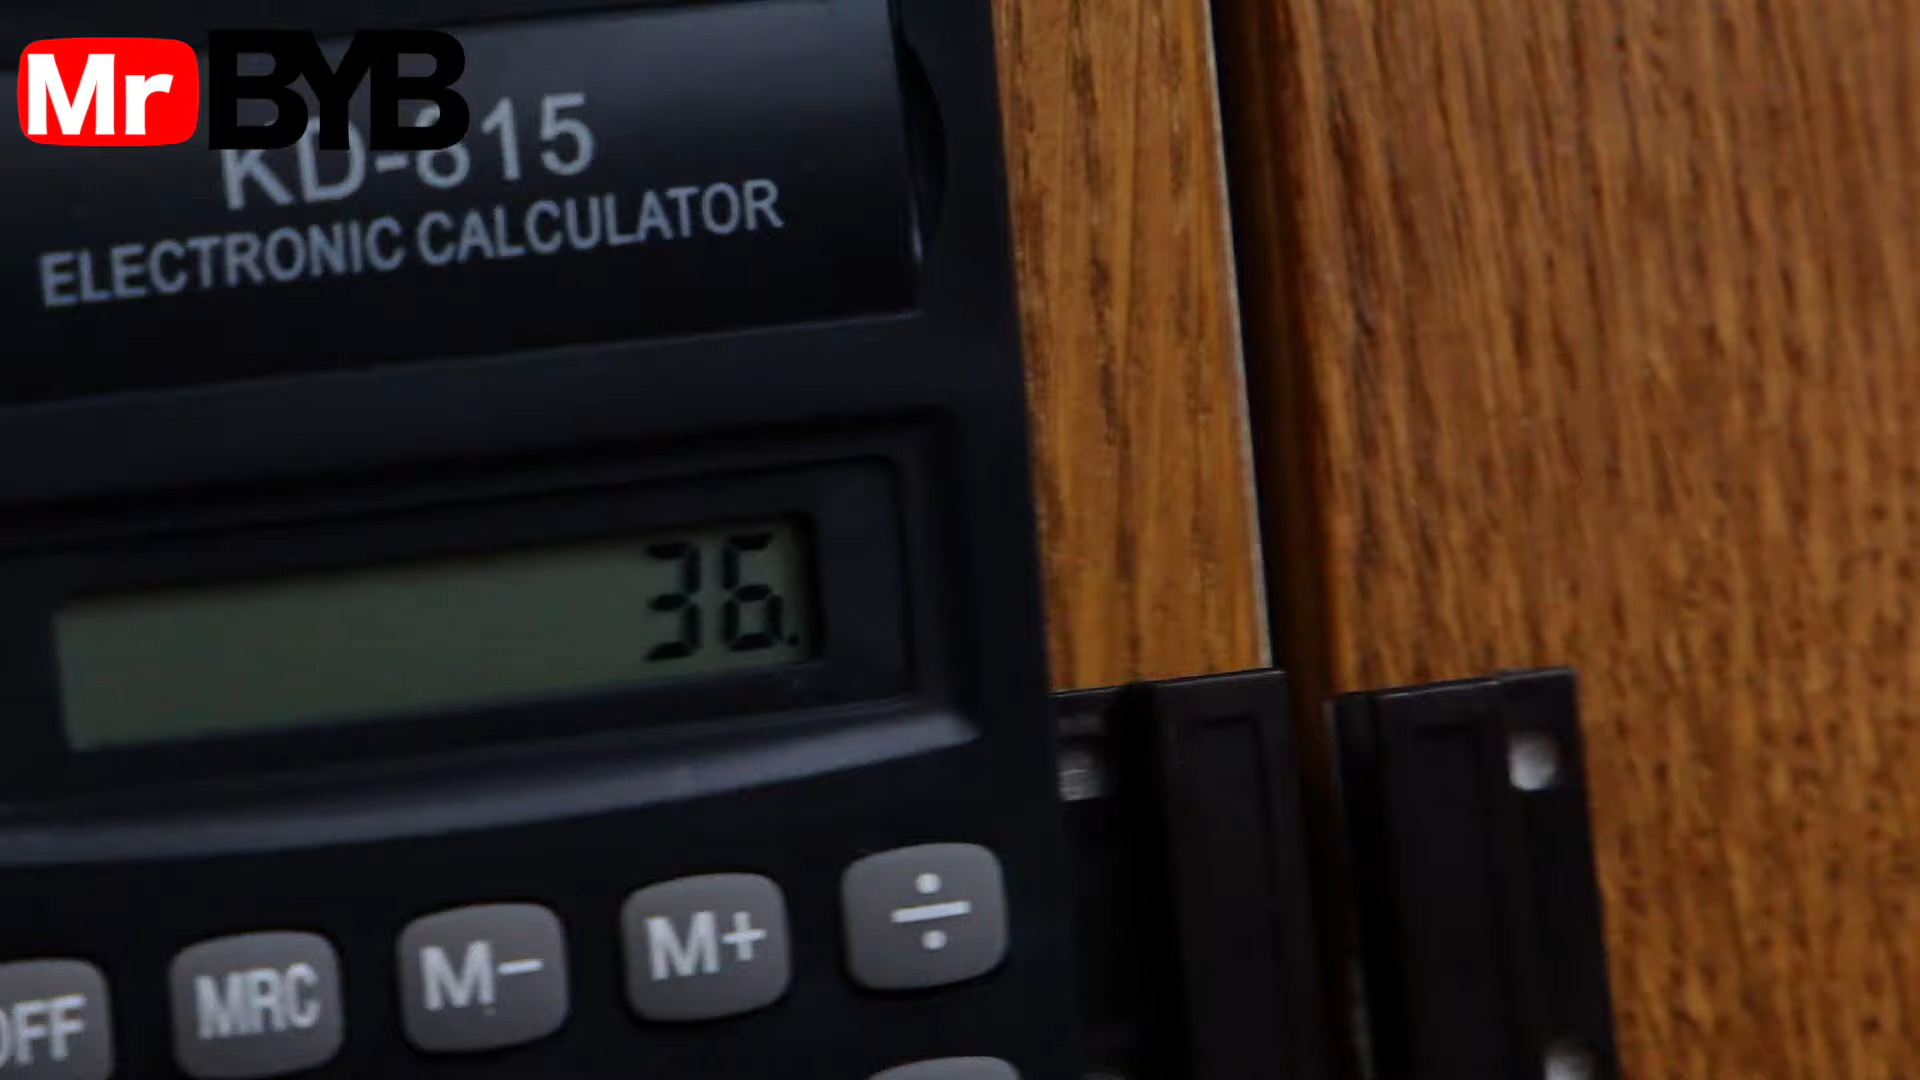 MrBYB
KD-815
ELECTRONIC CALCULATOR
36.
OFF MRC M- M+ ÷